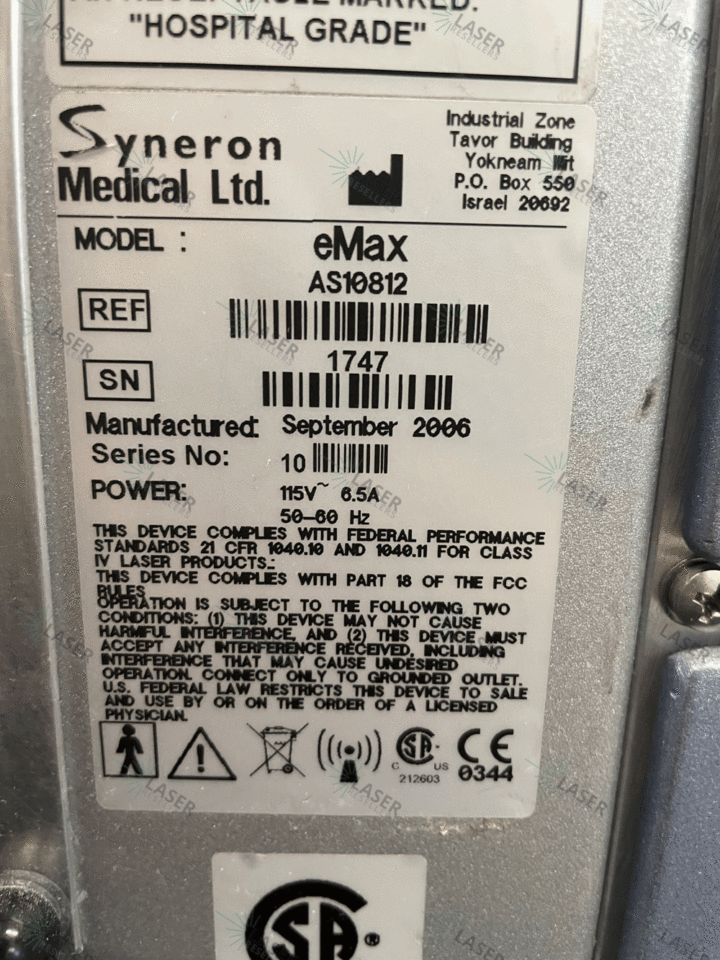 "HOSPITAL GRADE"
Syneron
Medical Ltd.
Industrial Zone
Tavor Building
Yokneam Illit
P.O. Box 550
Israel 20692
MODEL : eMax
AS10812
REF
1747
SN
Manufactured: September 2006
Series No: 10
POWER: 115V~ 6.5A
50-60 Hz
THIS DEVICE COMPLIES WITH FEDERAL PERFORMANCE
STANDARDS 21 CFR 1040.10 AND 1040.11 FOR CLASS
IV LASER PRODUCTS.
THIS DEVICE COMPLIES WITH PART 18 OF THE FCC
RULES
OPERATION IS SUBJECT TO THE FOLLOWING TWO
CONDITIONS: (1) THIS DEVICE MAY NOT CAUSE
HARMFUL INTERFERENCE, AND (2) THIS DEVICE MUST
ACCEPT ANY INTERFERENCE RECEIVED, INCLUDING
INTERFERENCE THAT MAY CAUSE UNDESIRED
OPERATION. CONNECT ONLY TO GROUNDED OUTLET.
U.S. FEDERAL LAW RESTRICTS THIS DEVICE TO SALE
AND USE BY OR ON THE ORDER OF A LICENSED
PHYSICIAN.
C SA US
212603
CE
0344
SA
LASER RESELLERS